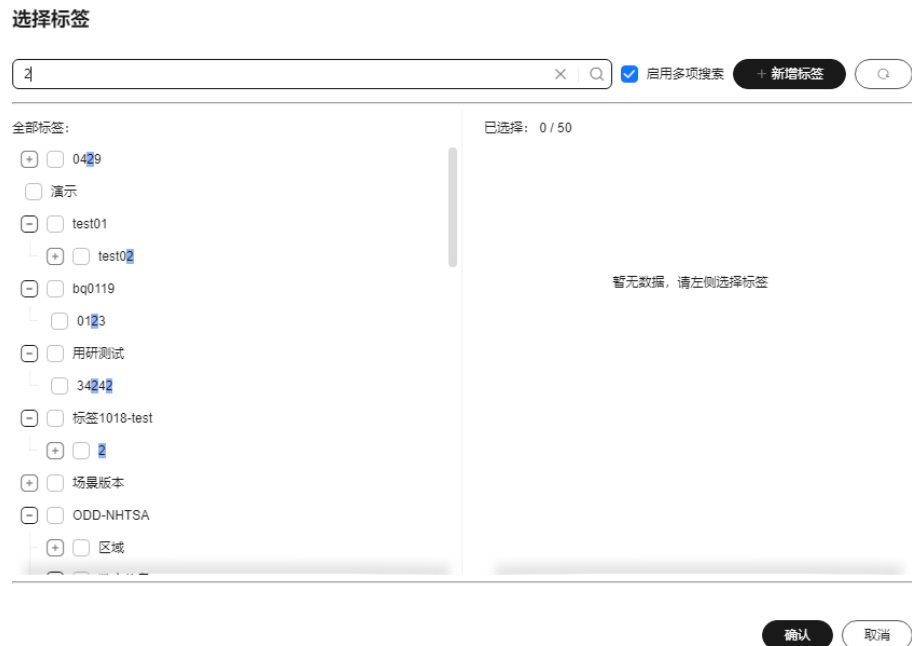 选择标签
2
启用多项搜索
+ 新增标签
全部标签：
已选择： 0 / 50
0429
演示
test01
test02
bq0119
0123
用研测试
34242
标签1018-test
2
场景版本
ODD-NHTSA
区域
暂无数据，请左侧选择标签
确认
取消